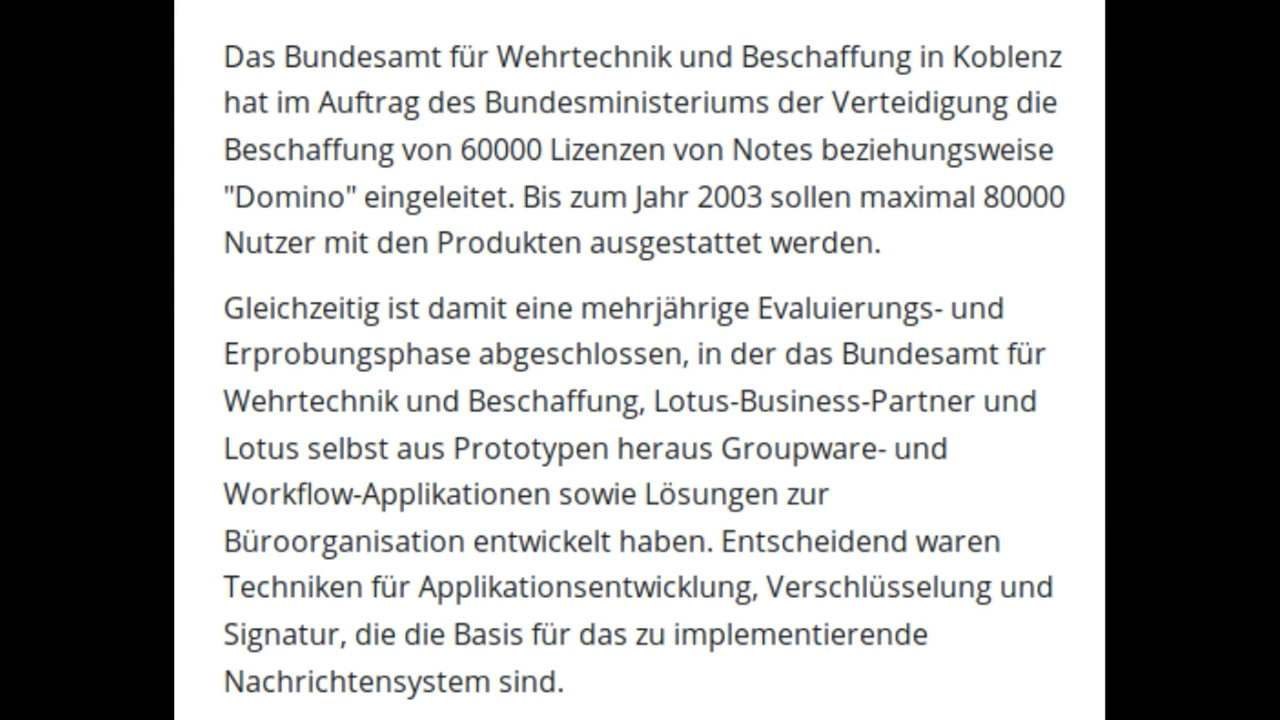 Das Bundesamt für Wehrtechnik und Beschaffung in Koblenz
hat im Auftrag des Bundesministeriums der Verteidigung die
Beschaffung von 60000 Lizenzen von Notes beziehungsweise
"Domino" eingeleitet. Bis zum Jahr 2003 sollen maximal 80000
Nutzer mit den Produkten ausgestattet werden.
Gleichzeitig ist damit eine mehrjährige Evaluierungs- und
Erprobungsphase abgeschlossen, in der das Bundesamt für
Wehrtechnik und Beschaffung, Lotus-Business-Partner und
Lotus selbst aus Prototypen heraus Groupware- und
Workflow-Applikationen sowie Lösungen zur
Büroorganisation entwickelt haben. Entscheidend waren
Techniken für Applikationsentwicklung, Verschlüsselung und
Signatur, die die Basis für das zu implementierende
Nachrichtensystem sind.